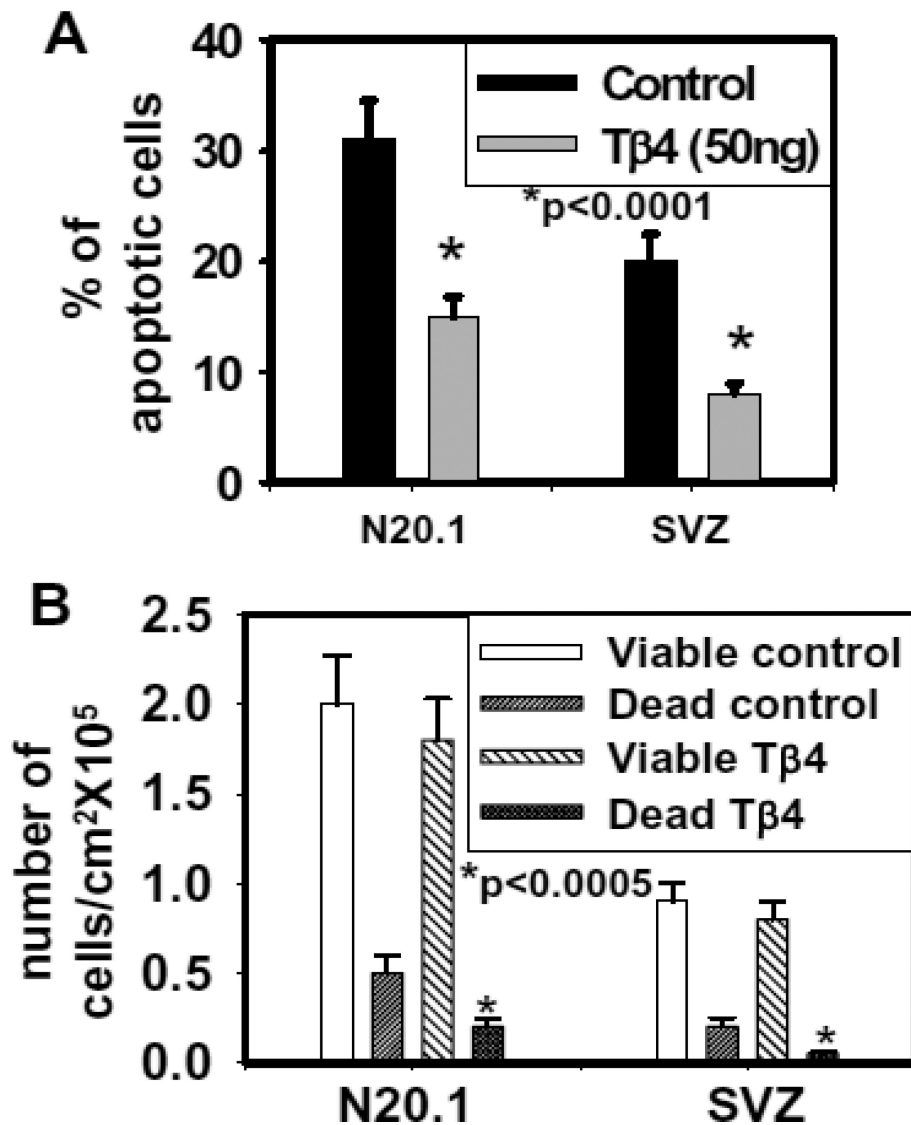 A
40
30
20
10
0
% of
apoptotic cells
Control
Tβ4 (50ng)
*p<0.0001
*
*
N20.1
SVZ
B
2.5
2.0
1.5
1.0
0.5
0.0
number of
cells/cm²X10⁵
Viable control
Dead control
Viable Tβ4
Dead Tβ4
*p<0.0005
*
*
N20.1
SVZ